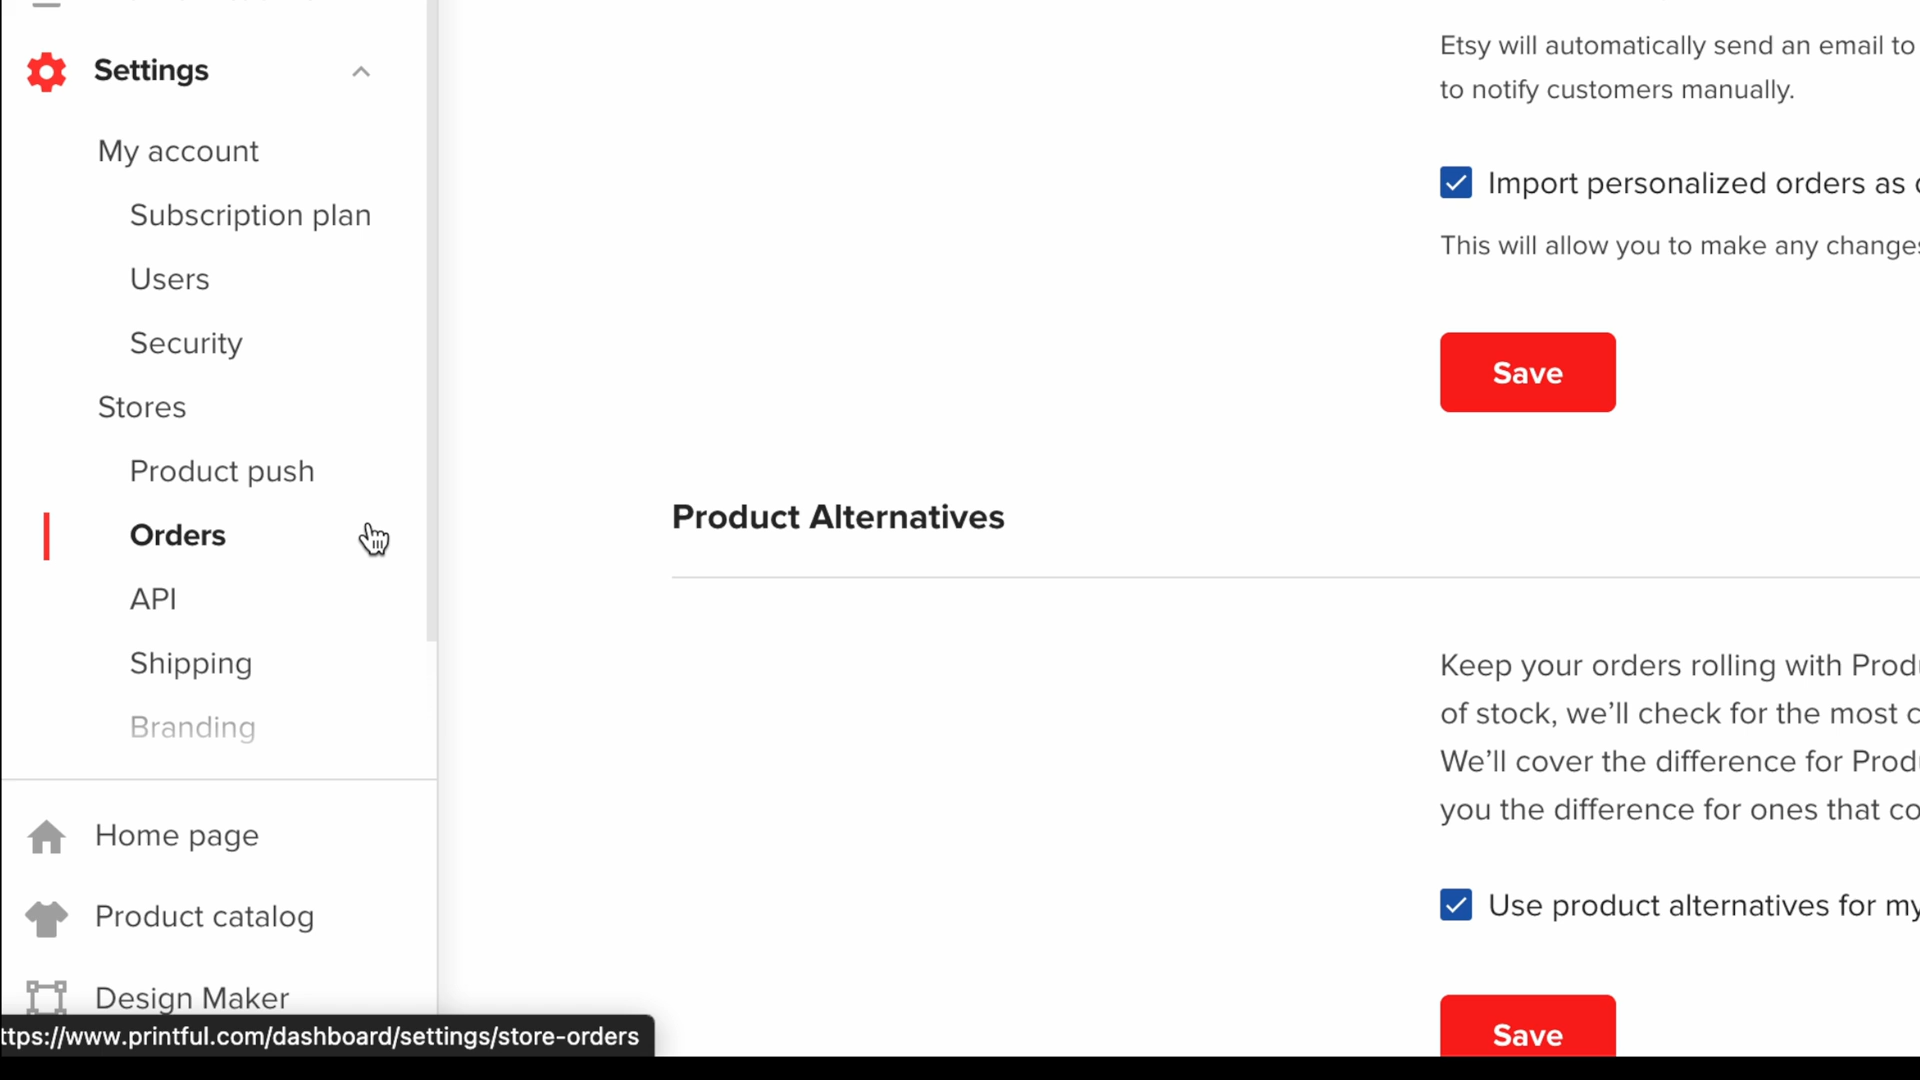 Settings
My account
Subscription plan
Users
Security
Stores
Product push
Orders
API
Shipping
Branding
Home page
Product catalog
Design Maker
ttps://www.printful.com/dashboard/settings/store-orders
Etsy will automatically send an email to
to notify customers manually.
Import personalized orders as
This will allow you to make any changes
Save
Product Alternatives
Keep your orders rolling with Produ
of stock, we'll check for the most c
We'll cover the difference for Produ
you the difference for ones that co
Use product alternatives for my
Save